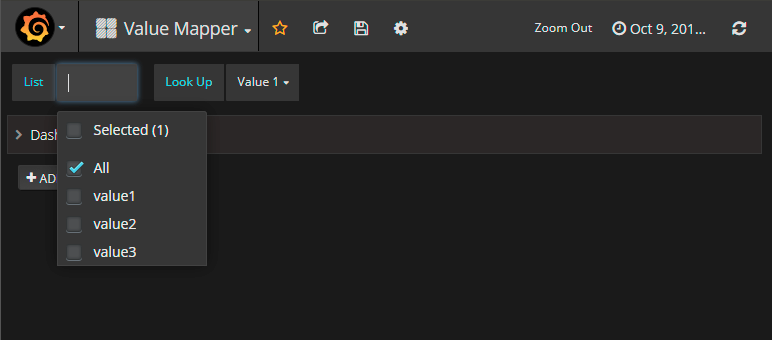 Value Mapper
Zoom Out
Oct 9, 201...
List
Look Up
Value 1
Selected (1)
Dash
All
AD
value1
value2
value3